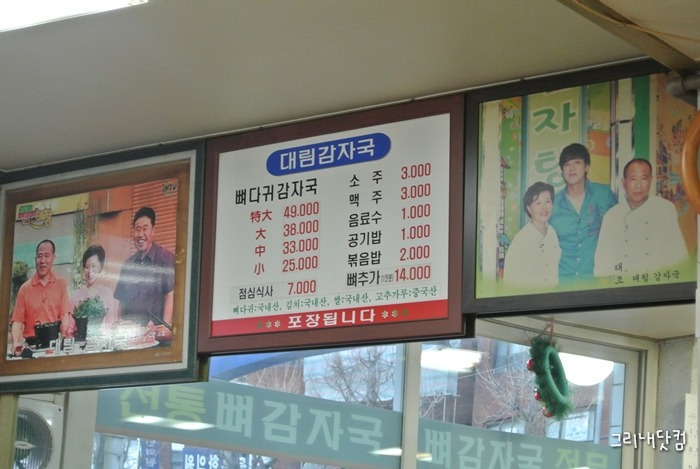 대림감자국
뼈다귀감자국
특大 49.000
大 38.000
中 33.000
小 25.000
점심식사 7.000
소주 3.000
맥주 3.000
음료수 1.000
공기밥 1.000
볶음밥 2.000
뼈추가 14.000
뼈다귀:국내산, 김치:국내산, 쌀:국내산, 고추가루:중국산
*** 포장됩니다 ***
자탕
대림 감자국
전통뼈감자국
뼈감자국
그리내닷컴